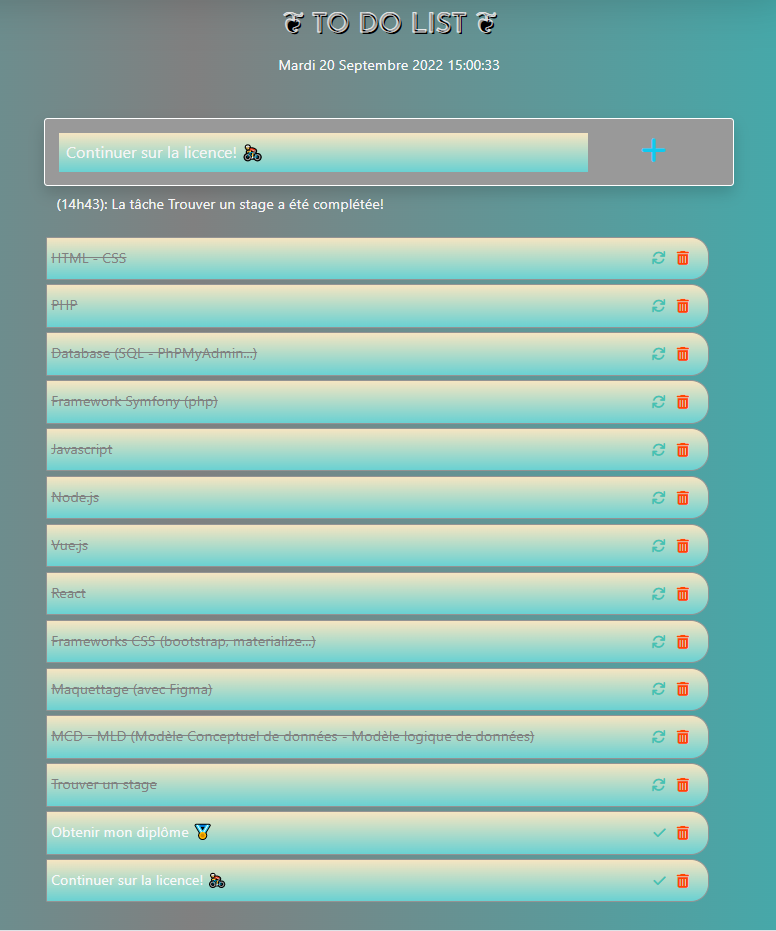 TO DO LIST
Mardi 20 Septembre 2022 15:00:33
Continuer sur la licence! 🚴
(14h43): La tâche Trouver un stage a été complétée!
HTML - CSS
PHP
Database (SQL - PhPMyAdmin...)
Framework Symfony (php)
Javascript
Node.js
Vue.js
React
Frameworks CSS (bootstrap, materialize...)
Maquettage (avec Figma)
MCD - MLD (Modèle Conceptuel de données - Modèle logique de données)
Trouver un stage
Obtenir mon diplôme 🏅
Continuer sur la licence! 🚴